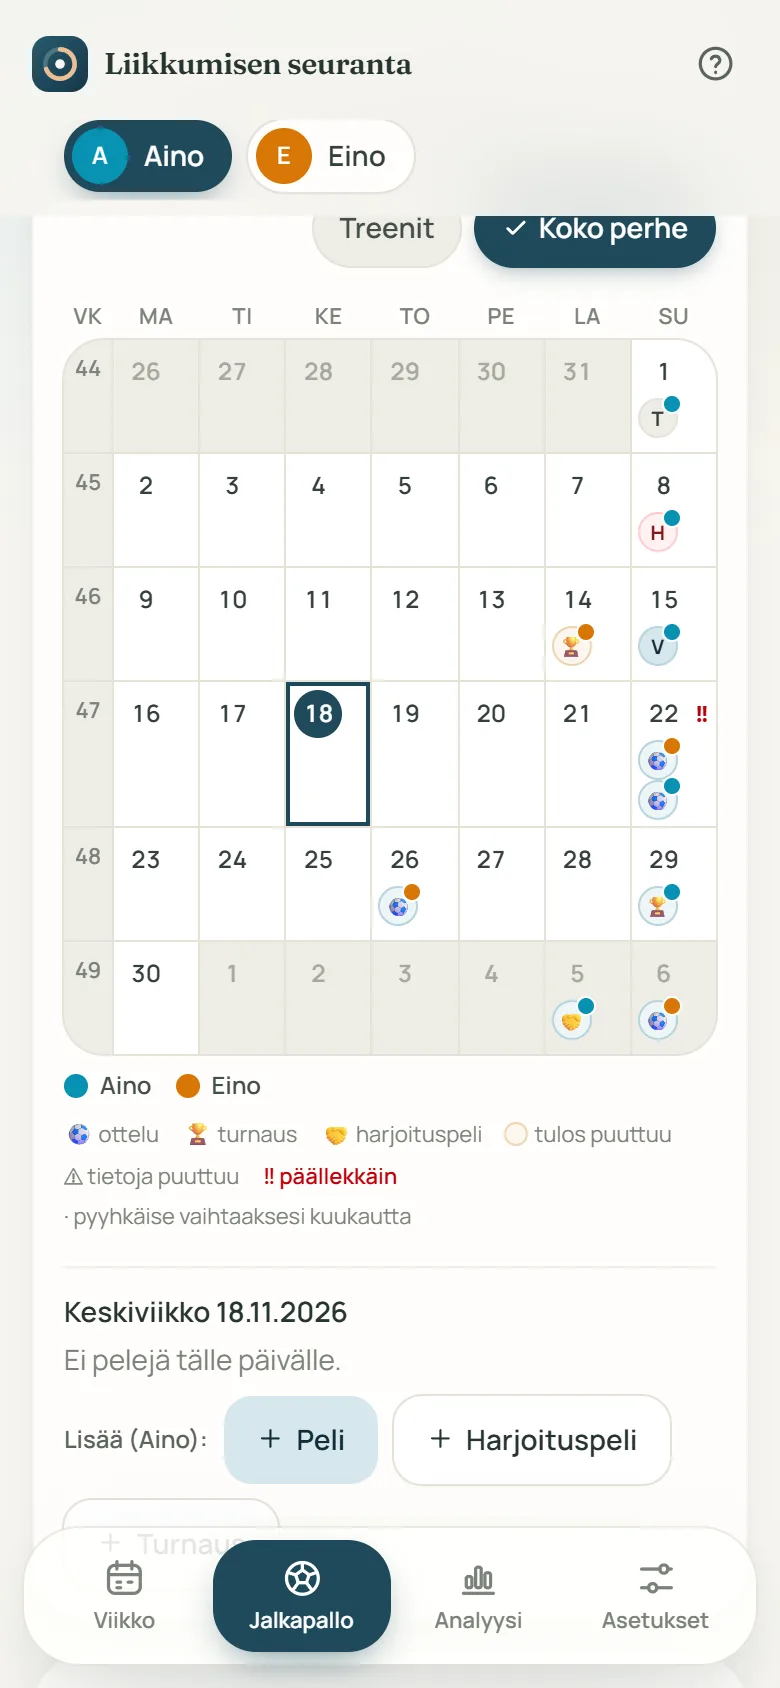 Liikkumisen seuranta
A Aino E Eino
Treenit ✓ Koko perhe
VK MA TI KE TO PE LA SU
44 26 27 28 29 30 31 1
T
45 2 3 4 5 6 7 8
H
46 9 10 11 12 13 14 15
V
47 16 17 18 19 20 21 22 ‼
48 23 24 25 26 27 28 29
49 30 1 2 3 4 5 6
Aino Eino
ottelu turnaus harjoituspeli tulos puuttuu
⚠ tietoja puuttuu ‼ päällekkäin
· pyyhkäise vaihtaaksesi kuukautta
Keskiviikko 18.11.2026
Ei pelejä tälle päivälle.
Lisää (Aino): + Peli + Harjoituspeli
+ Turnaus
Viikko Jalkapallo Analyysi Asetukset